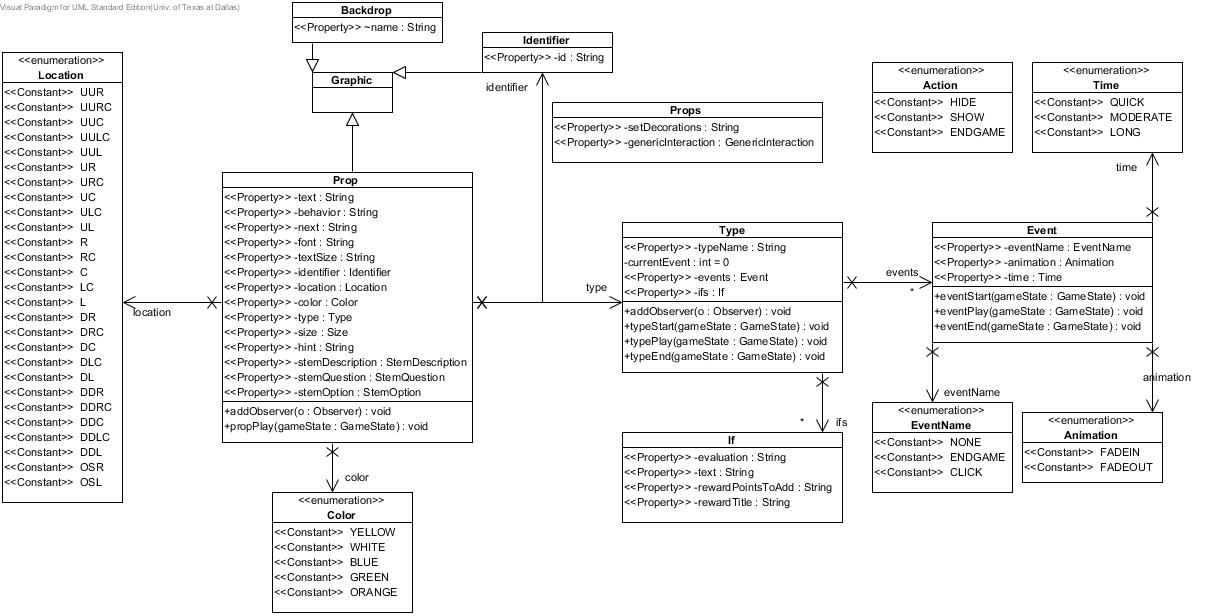 Visual Paradigm for UML Standard Edition(Univ. of Texas at Dallas)
Backdrop
<<Property>> ~name : String
Identifier
<<Property>> -id : String
identifier
Graphic
<<enumeration>>
Location
<<Constant>> UUR
<<Constant>> UURC
<<Constant>> UUC
<<Constant>> UULC
<<Constant>> UUL
<<Constant>> UR
<<Constant>> URC
<<Constant>> UC
<<Constant>> ULC
<<Constant>> UL
<<Constant>> R
<<Constant>> RC
<<Constant>> C
<<Constant>> LC
<<Constant>> L
<<Constant>> DR
<<Constant>> DRC
<<Constant>> DC
<<Constant>> DLC
<<Constant>> DL
<<Constant>> DDR
<<Constant>> DDRC
<<Constant>> DDC
<<Constant>> DDLC
<<Constant>> DDL
<<Constant>> OSR
<<Constant>> OSL
location
Prop
<<Property>> -text : String
<<Property>> -behavior : String
<<Property>> -next : String
<<Property>> -font : String
<<Property>> -textSize : String
<<Property>> -identifier : Identifier
<<Property>> -location : Location
<<Property>> -color : Color
<<Property>> -type : Type
<<Property>> -size : Size
<<Property>> -hint : String
<<Property>> -stemDescription : StemDescription
<<Property>> -stemQuestion : StemQuestion
<<Property>> -stemOption : StemOption
+addObserver(o : Observer) : void
+propPlay(gameState : GameState) : void
color
<<enumeration>>
Color
<<Constant>> YELLOW
<<Constant>> WHITE
<<Constant>> BLUE
<<Constant>> GREEN
<<Constant>> ORANGE
Props
<<Property>> -setDecorations : String
<<Property>> -genericInteraction : GenericInteraction
type
Type
<<Property>> -typeName : String
-currentEvent : int = 0
<<Property>> -events : Event
<<Property>> -ifs : If
+addObserver(o : Observer) : void
+typeStart(gameState : GameState) : void
+typePlay(gameState : GameState) : void
+typeEnd(gameState : GameState) : void
* ifs
If
<<Property>> -evaluation : String
<<Property>> -text : String
<<Property>> -rewardPointsToAdd : String
<<Property>> -rewardTitle : String
<<enumeration>>
Action
<<Constant>> HIDE
<<Constant>> SHOW
<<Constant>> ENDGAME
<<enumeration>>
Time
<<Constant>> QUICK
<<Constant>> MODERATE
<<Constant>> LONG
time
events
*
Event
<<Property>> -eventName : EventName
<<Property>> -animation : Animation
<<Property>> -time : Time
+eventStart(gameState : GameState) : void
+eventPlay(gameState : GameState) : void
+eventEnd(gameState : GameState) : void
eventName
<<enumeration>>
EventName
<<Constant>> NONE
<<Constant>> ENDGAME
<<Constant>> CLICK
animation
<<enumeration>>
Animation
<<Constant>> FADEIN
<<Constant>> FADEOUT